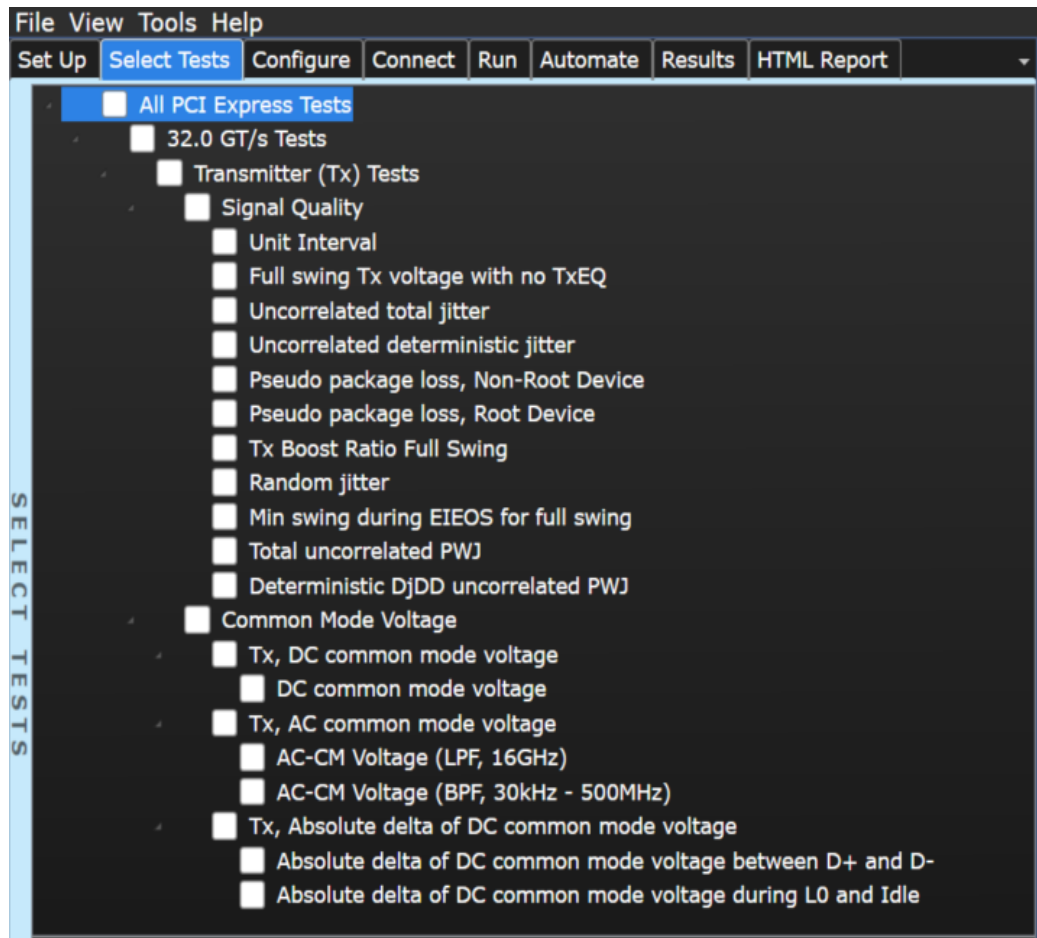 File View Tools Help
Set Up Select Tests Configure Connect Run Automate Results HTML Report
All PCI Express Tests
32.0 GT/s Tests
Transmitter (Tx) Tests
Signal Quality
Unit Interval
Full swing Tx voltage with no TxEQ
Uncorrelated total jitter
Uncorrelated deterministic jitter
Pseudo package loss, Non-Root Device
Pseudo package loss, Root Device
Tx Boost Ratio Full Swing
Random jitter
Min swing during EIEOS for full swing
Total uncorrelated PWJ
Deterministic DjDD uncorrelated PWJ
Common Mode Voltage
Tx, DC common mode voltage
DC common mode voltage
Tx, AC common mode voltage
AC-CM Voltage (LPF, 16GHz)
AC-CM Voltage (BPF, 30kHz - 500MHz)
Tx, Absolute delta of DC common mode voltage
Absolute delta of DC common mode voltage between D+ and D-
Absolute delta of DC common mode voltage during L0 and Idle
SELECT TESTS